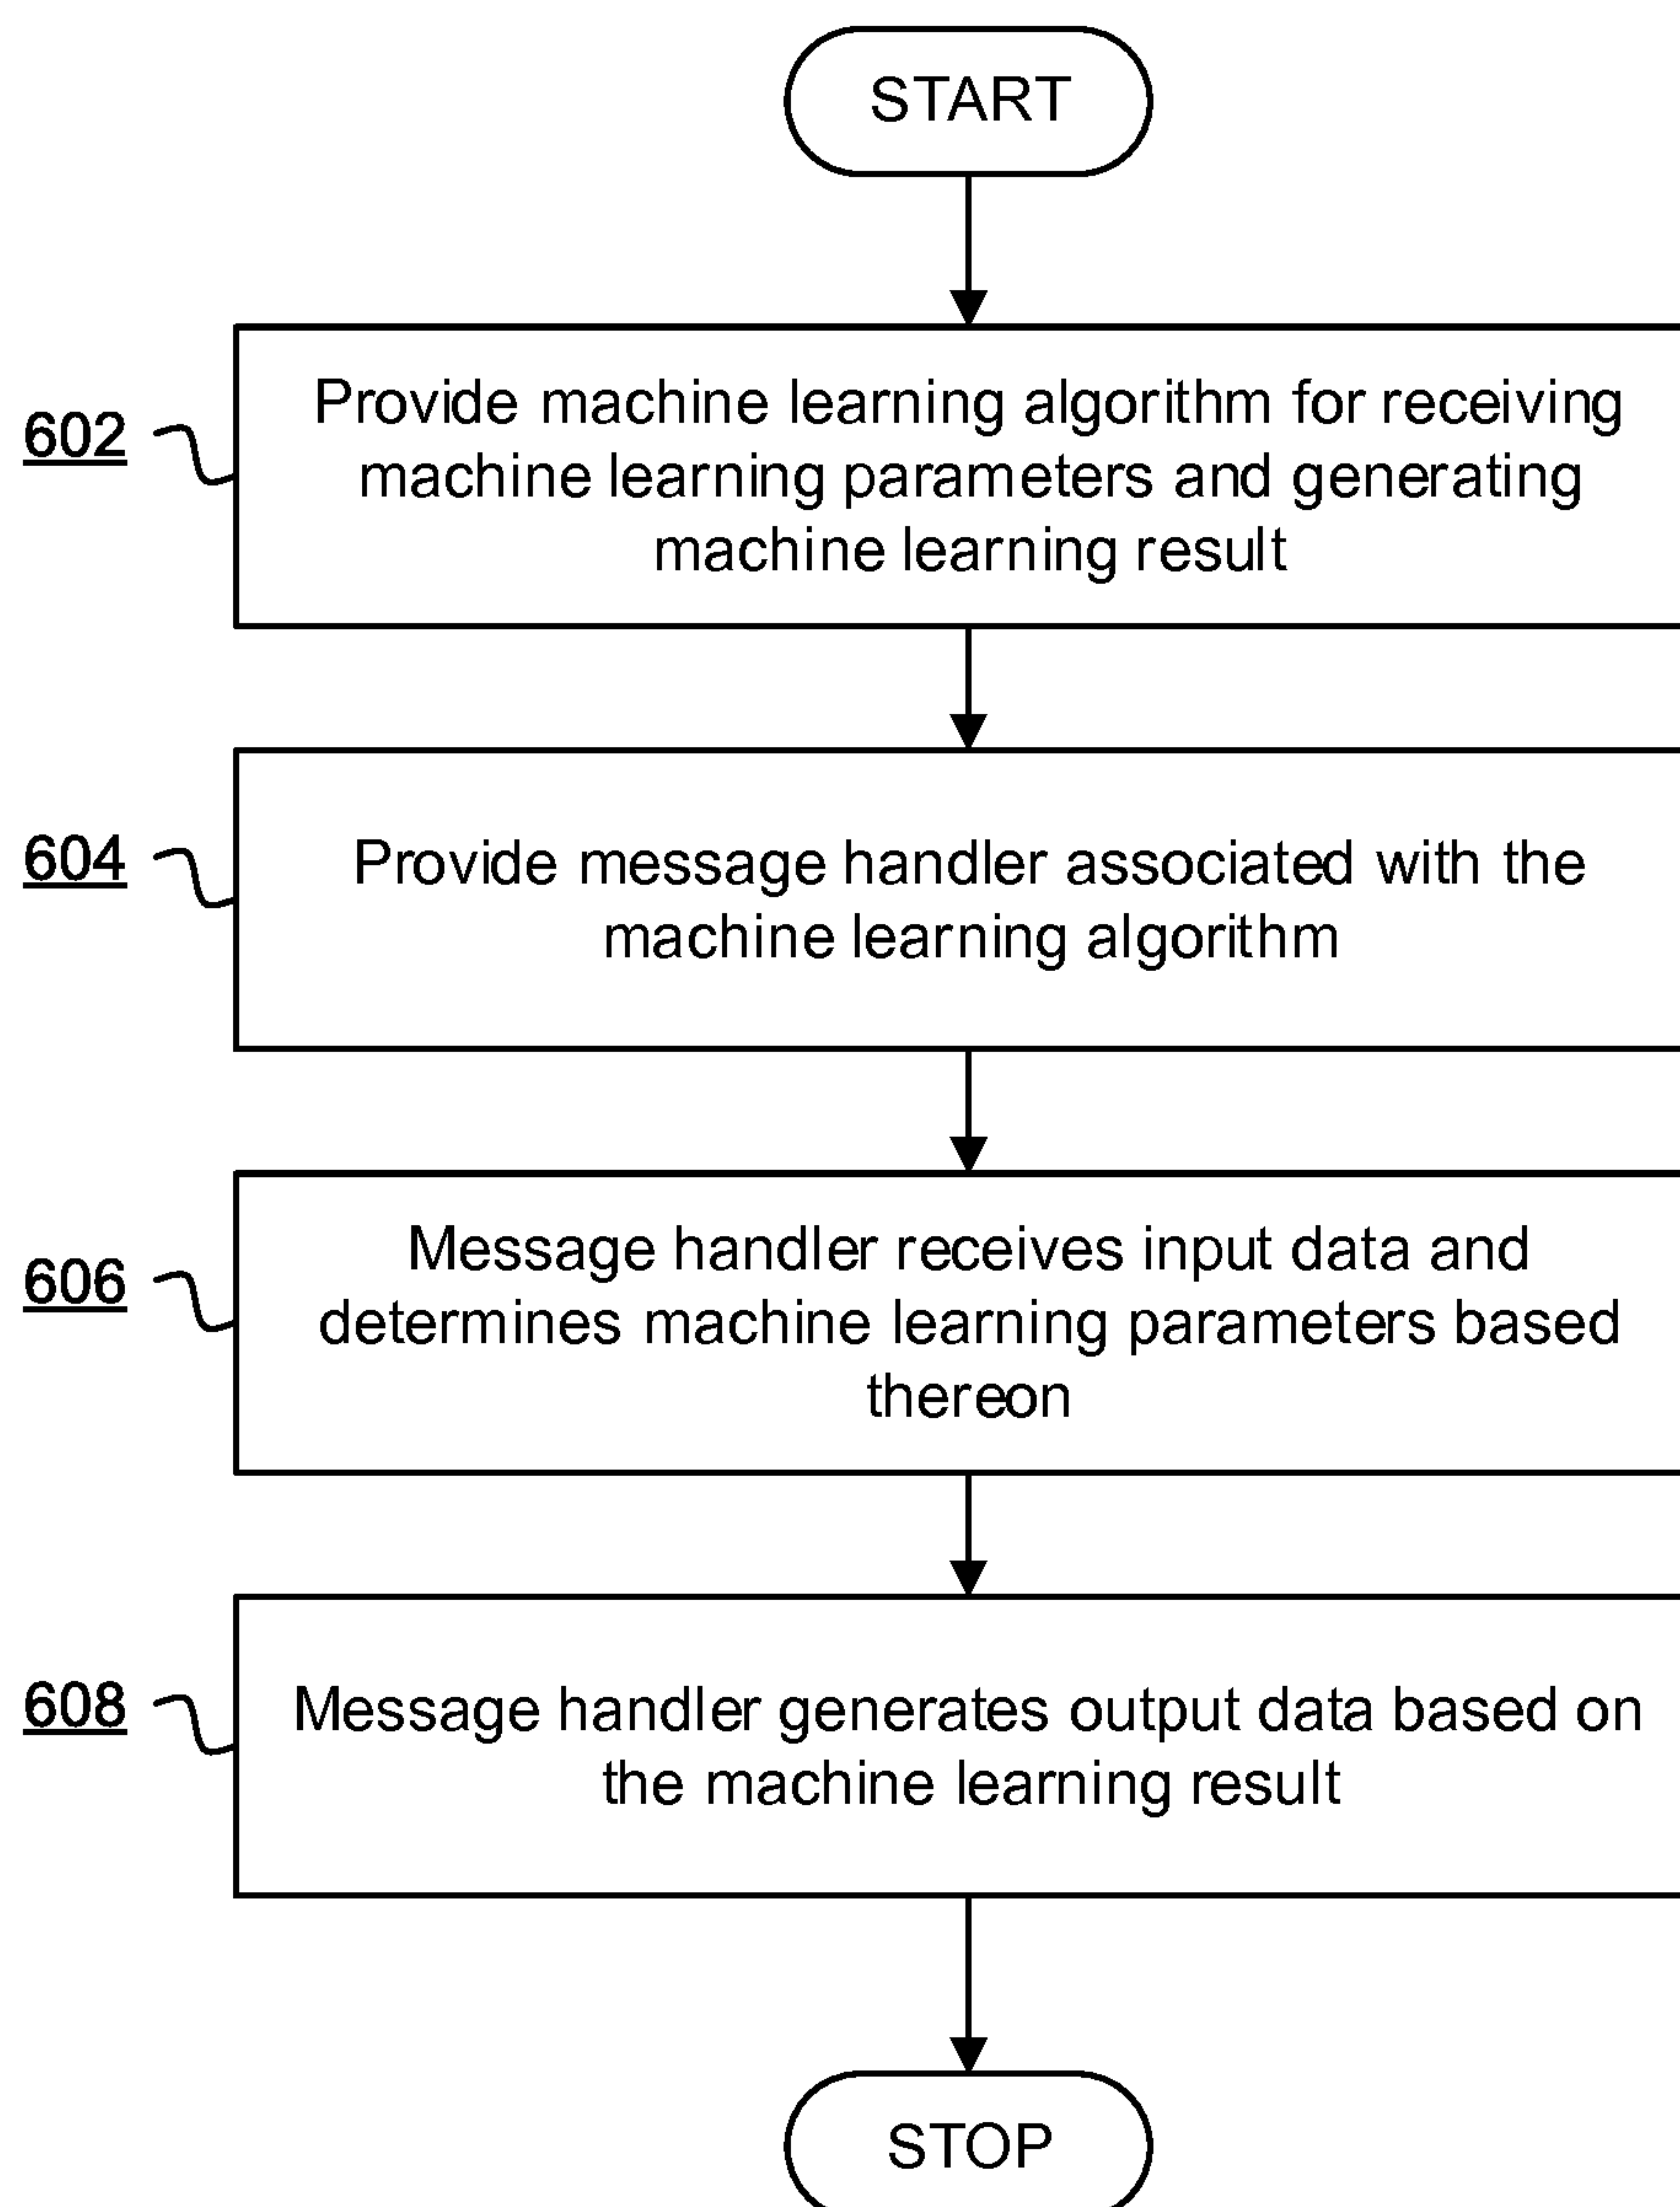 START
602
Provide machine learning algorithm for receiving
machine learning parameters and generating
machine learning result
604
Provide message handler associated with the
machine learning algorithm
606
Message handler receives input data and
determines machine learning parameters based
thereon
608
Message handler generates output data based on
the machine learning result
STOP